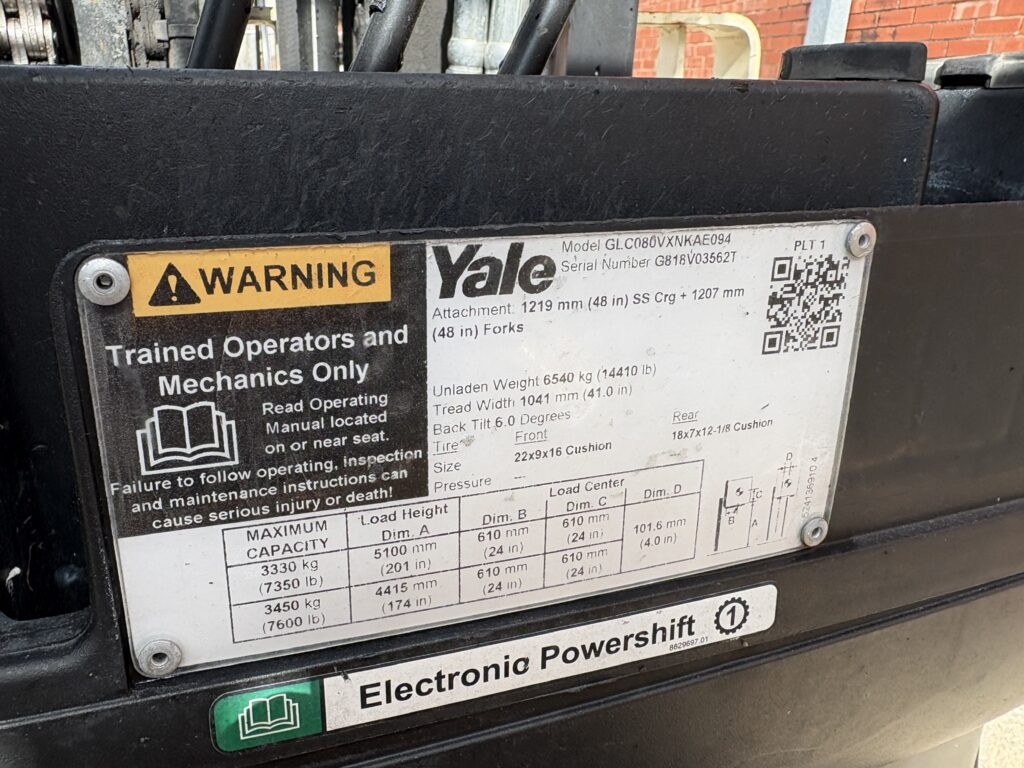 WARNING
Trained Operators and
Mechanics Only
Read Operating
Manual located
on or near seat.
Failure to follow operating, inspection
and maintenance instructions can
cause serious injury or death!
Yale
Model GLC080VXNKAE094
Serial Number G818V03562T
PLT 1
Attachment: 1219 mm (48 in) SS Crg + 1207 mm
(48 in) Forks
Unladen Weight 6540 kg (14410 lb)
Tread Width 1041 mm (41.0 in)
Back Tilt 6.0 Degrees
Tire Front Rear
Size 22x9x16 Cushion 18x7x12-1/8 Cushion
Pressure ---
MAXIMUM CAPACITY Load Height Dim. A Load Center Dim. B Dim. C Dim. D
3330 kg (7350 lb) 5100 mm (201 in) 610 mm (24 in) 610 mm (24 in) 101.6 mm (4.0 in)
3450 kg (7600 lb) 4415 mm (174 in) 610 mm (24 in) 610 mm (24 in)
D
C
B
A
524136910 4
Electronic Powershift 1
8629697.01